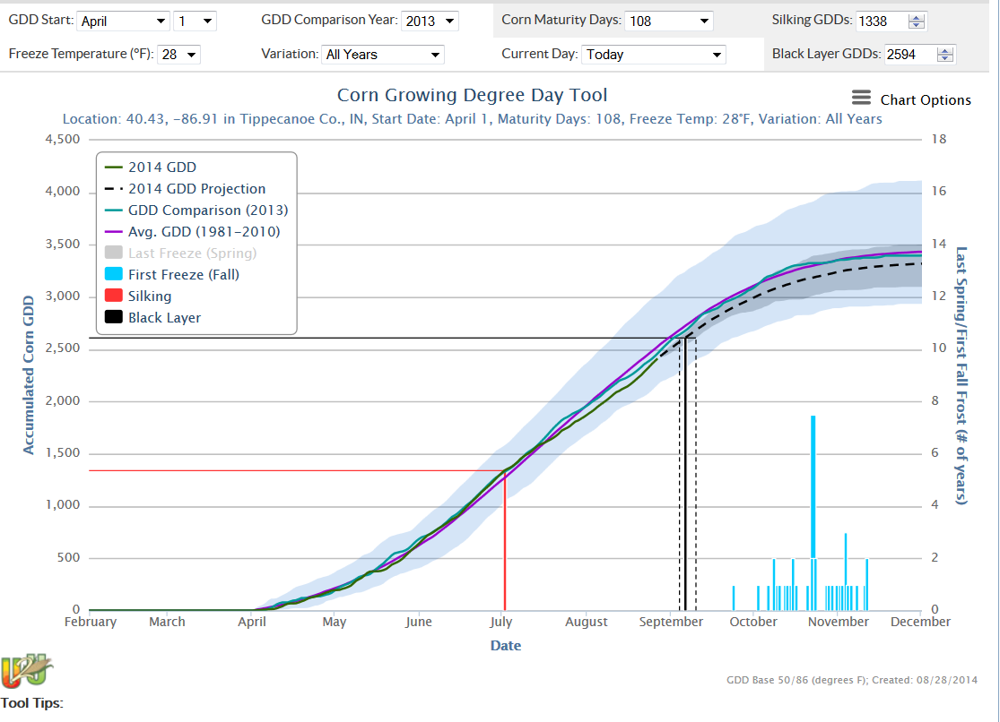 GDD Start: April 1 GDD Comparison Year: 2013 Corn Maturity Days: 108 Silking GDDs: 1338
Freeze Temperature (°F): 28 Variation: All Years Current Day: Today Black Layer GDDs: 2594
Corn Growing Degree Day Tool
Chart Options
Location: 40.43, -86.91 in Tippecanoe Co., IN, Start Date: April 1, Maturity Days: 108, Freeze Temp: 28°F, Variation: All Years
4,500
4,000
3,500
3,000
2,500
2,000
1,500
1,000
500
0
Accumulated Corn GDD
2014 GDD
2014 GDD Projection
GDD Comparison (2013)
Avg. GDD (1981-2010)
Last Freeze (Spring)
First Freeze (Fall)
Silking
Black Layer
18
16
14
12
10
8
6
4
2
0
Last Spring/First Fall Frost (# of years)
February March April May June July August September October November December
Date
U2U
GDD Base 50/86 (degrees F); Created: 08/28/2014
Tool Tips: